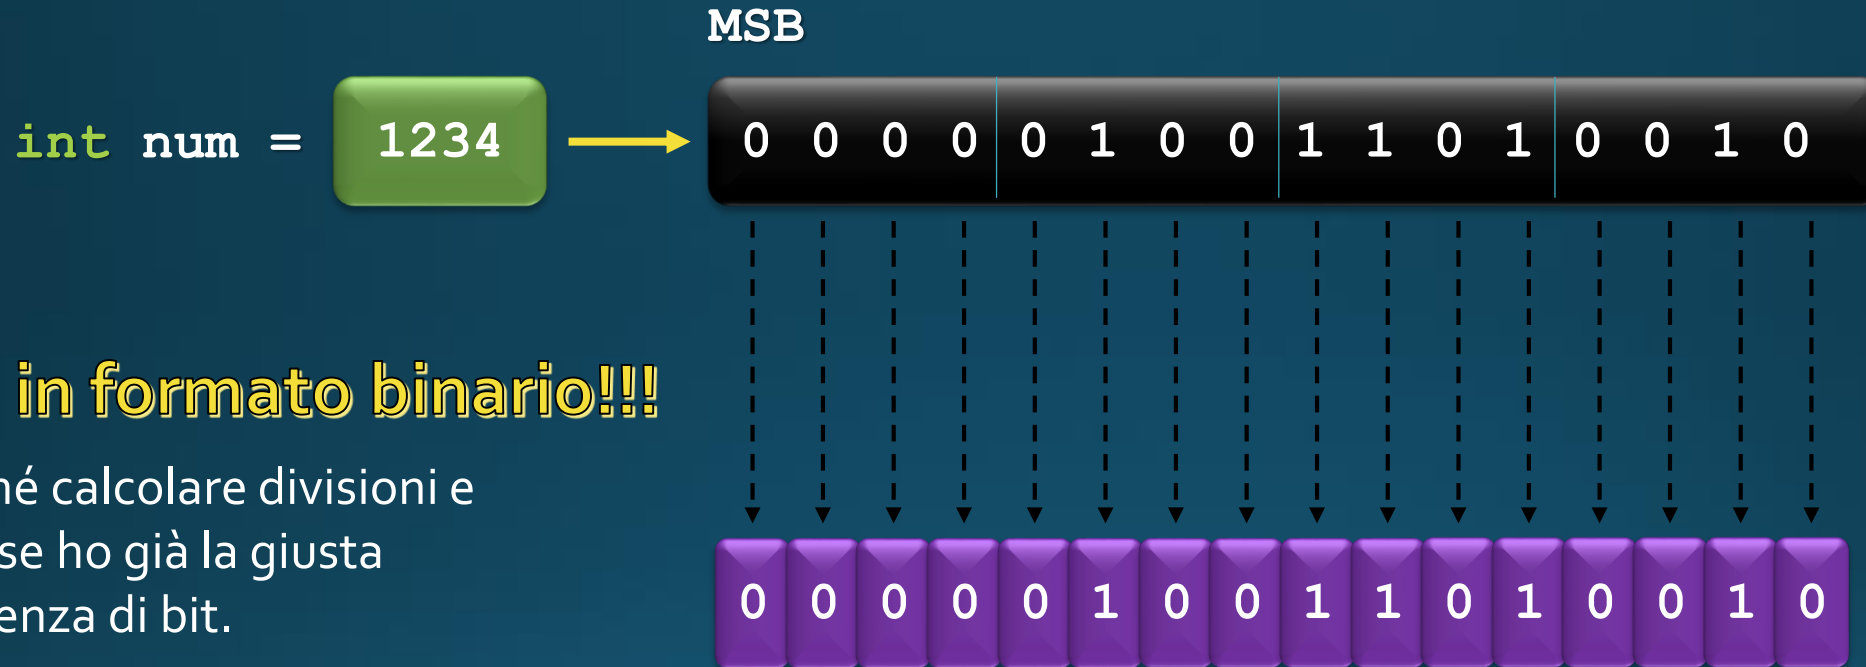 MSB
int num = 1234 0 0 0 0 0 1 0 0 1 1 0 1 0 0 1 0
in formato binario!!!
né calcolare divisioni e
se ho già la giusta
enza di bit.
0 0 0 0 0 1 0 0 1 1 0 1 0 0 1 0